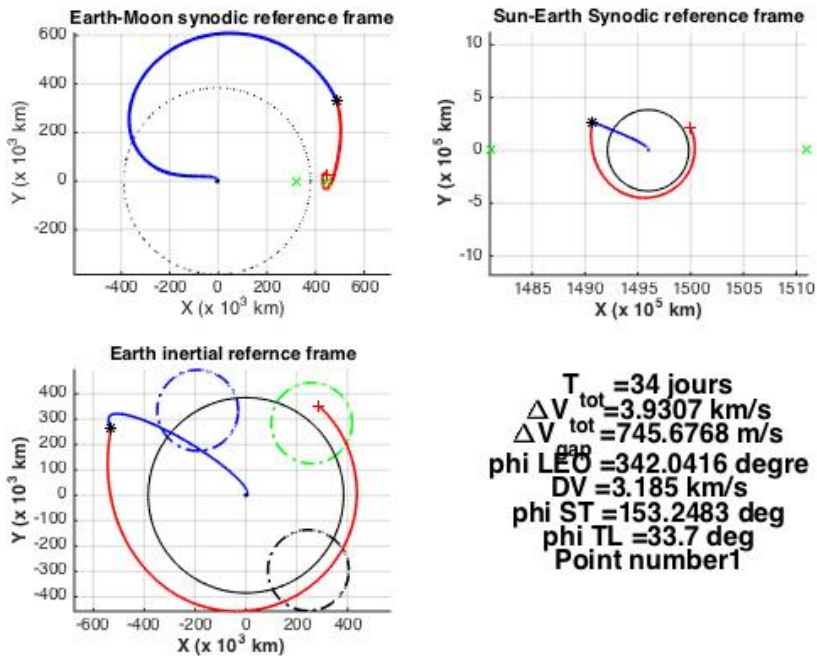 Earth-Moon synodic reference frame
600
400
200
0
-200
Y (x 10³ km)
-400 -200 0 200 400 600
X (x 10³ km)
Sun-Earth Synodic reference frame
10
5
0
-5
-10
Y (x 10⁵ km)
1485 1490 1495 1500 1505 1510
X (x 10⁵ km)
Earth inertial refernce frame
400
300
200
100
0
-100
-200
-300
-400
Y (x 10³ km)
-600 -400 -200 0 200 400
X (x 10³ km)
T tot =34 jours
ΔV tot =3.9307 km/s
ΔV gap =745.6768 m/s
phi LEO =342.0416 degre
DV =3.185 km/s
phi ST =153.2483 deg
phi TL =33.7 deg
Point number1